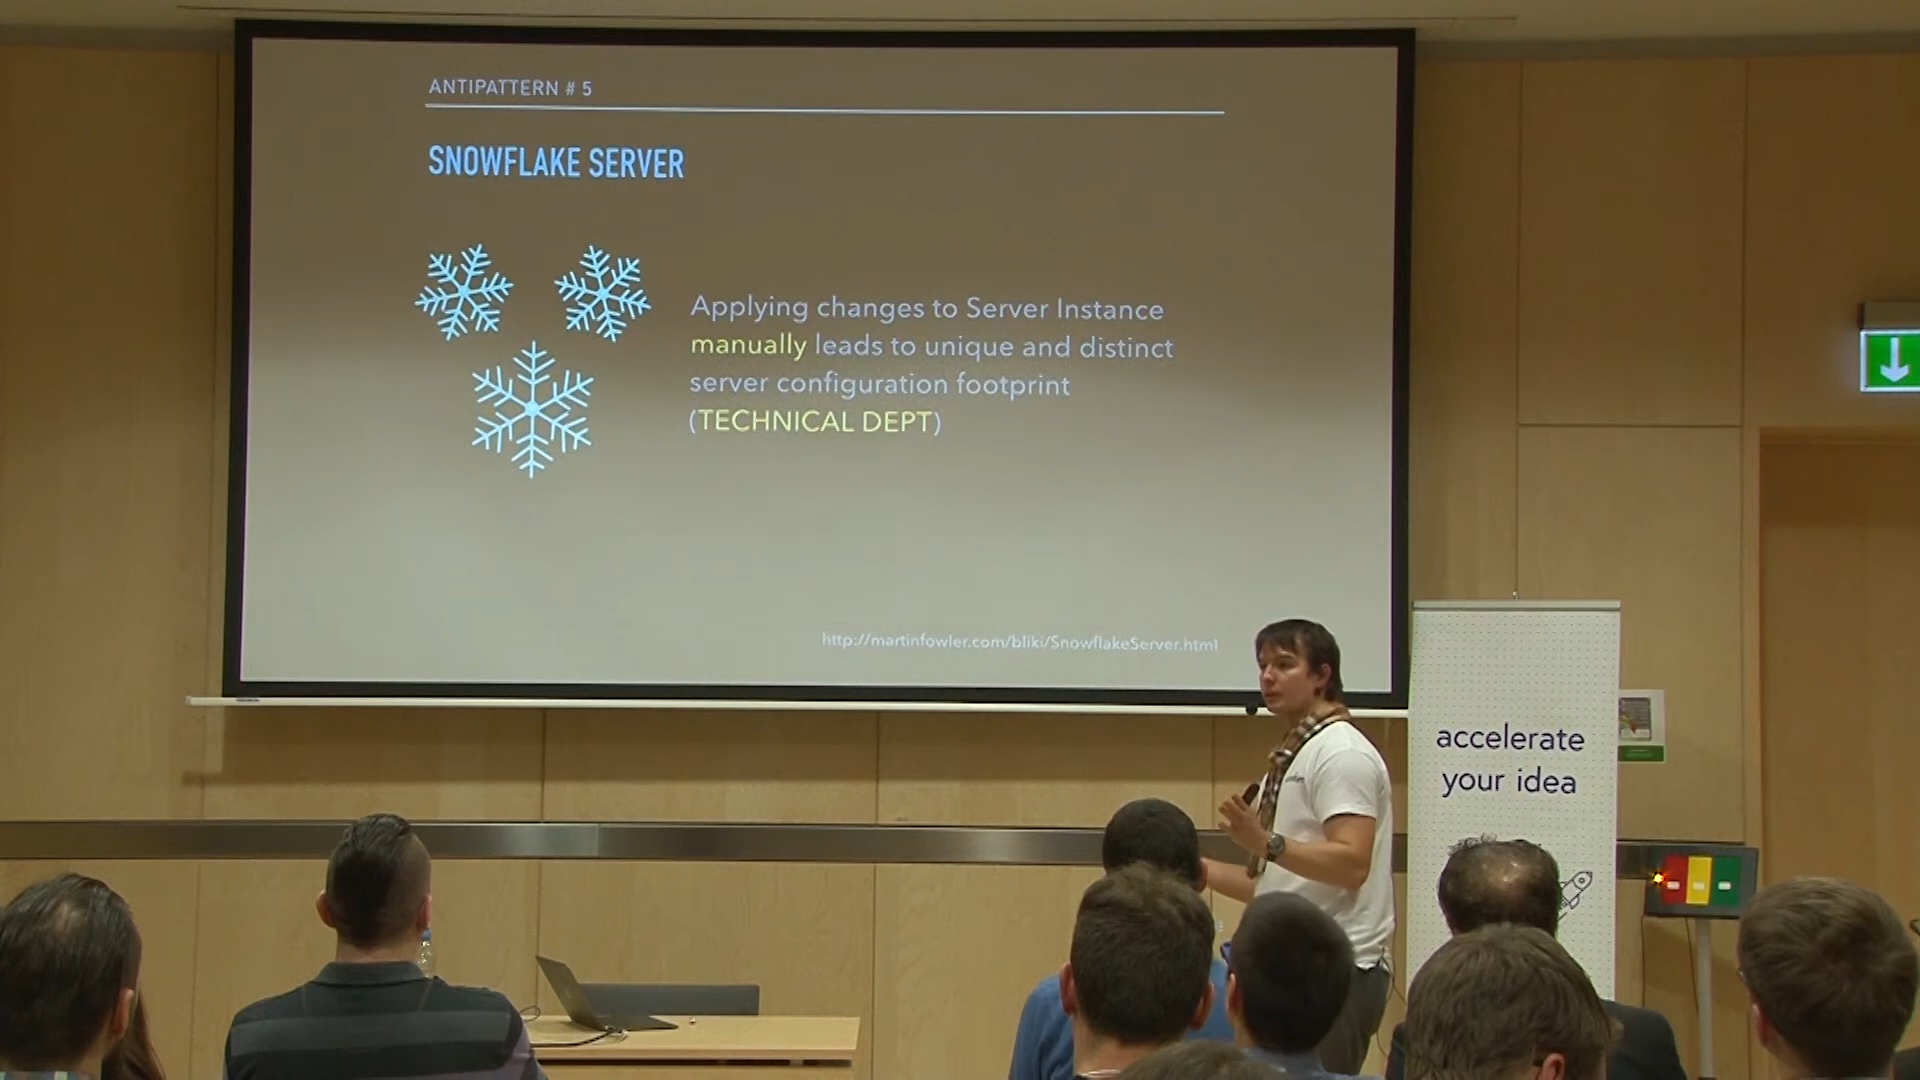 ANTIPATTERN # 5
SNOWFLAKE SERVER
Applying changes to Server Instance
manually leads to unique and distinct
server configuration footprint
(TECHNICAL DEPT)
http://martinfowler.com/bliki/SnowflakeServer.html
accelerate
your idea